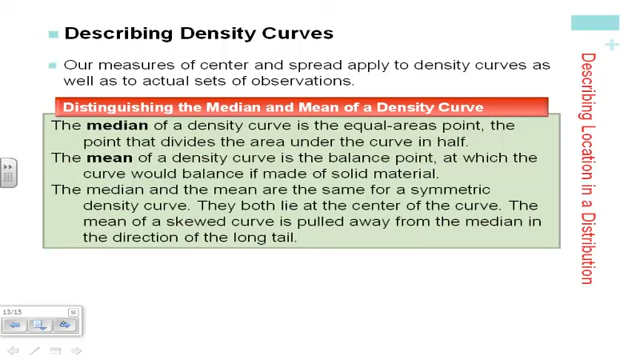 Describing Density Curves
Our measures of center and spread apply to density curves as
well as to actual sets of observations.
Distinguishing the Median and Mean of a Density Curve
The median of a density curve is the equal-areas point, the
point that divides the area under the curve in half.
The mean of a density curve is the balance point, at which the
curve would balance if made of solid material.
The median and the mean are the same for a symmetric
density curve. They both lie at the center of the curve. The
mean of a skewed curve is pulled away from the median in
the direction of the long tail.
+
Describing Location in a Distribution
13/15